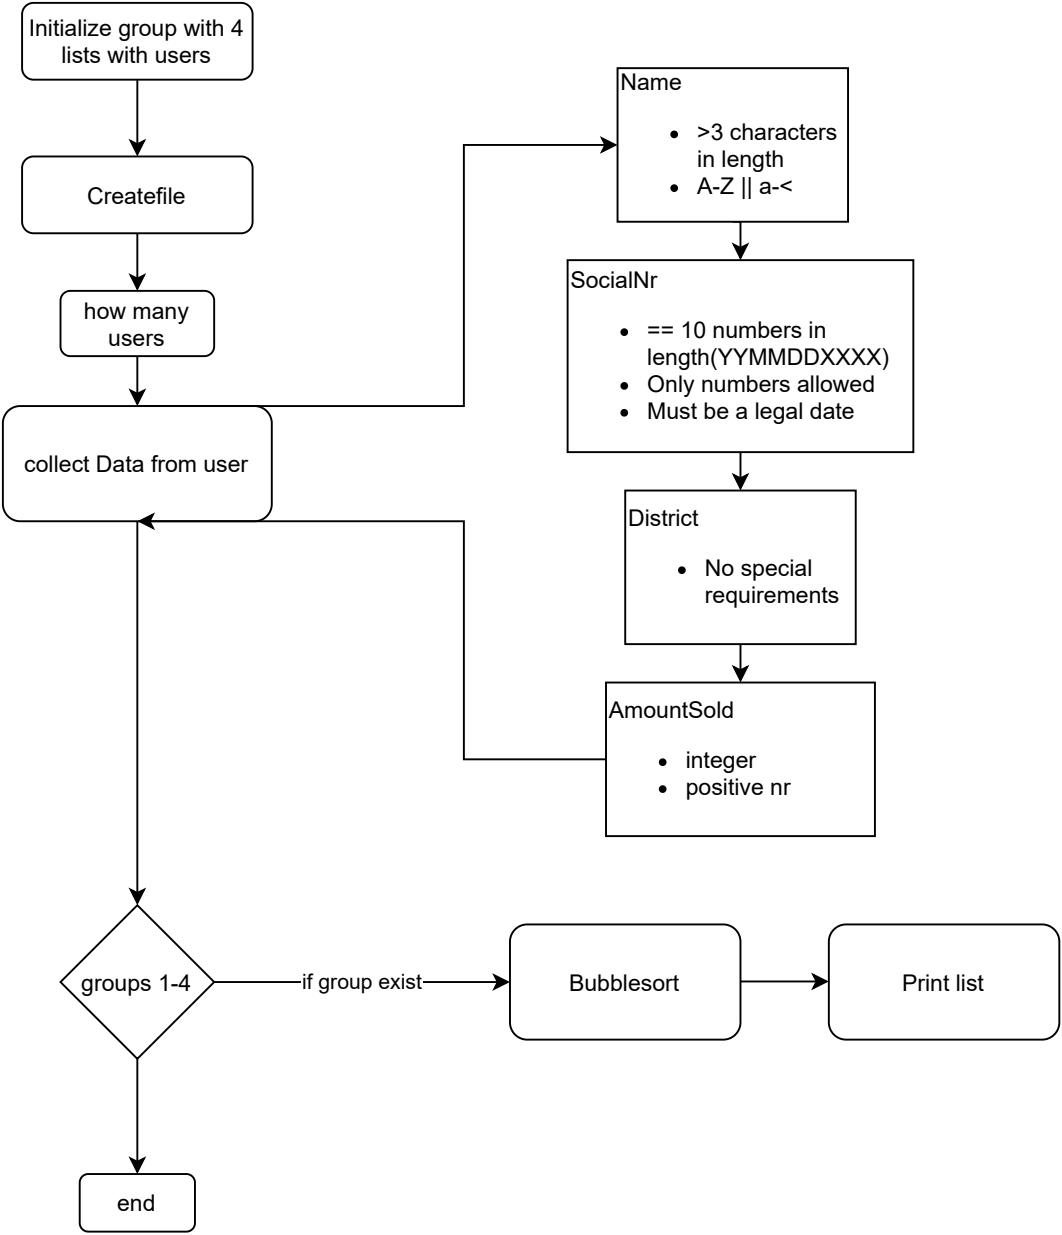 Initialize group with 4
lists with users
Createfile
how many
users
collect Data from user
Name
>3 characters
in length
A-Z || a-<
SocialNr
== 10 numbers in
length(YYMMDDXXXX)
Only numbers allowed
Must be a legal date
District
No special
requirements
AmountSold
integer
positive nr
groups 1-4
if group exist
Bubblesort
Print list
end